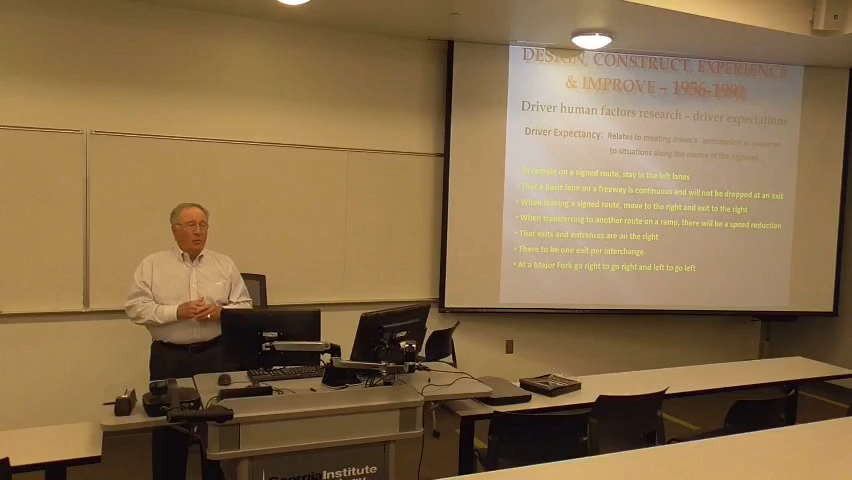 DESIGN, CONSTRUCT, EXPERIENCE
& IMPROVE – 1956-1991
Driver human factors research – driver expectations
Driver Expectancy: Relates to meeting driver's anticipation in response
to situations along the course of the highway
To remain on a signed route, stay in the left lanes
• That a basic lane on a freeway is continuous and will not be dropped at an exit
• When leaving a signed route, move to the right and exit to the right
• When transferring to another route on a ramp, there will be a speed reduction
• That exits and entrances are on the right
• There to be one exit per interchange
• At a Major Fork go right to go right and left to go left
Georgia Institute